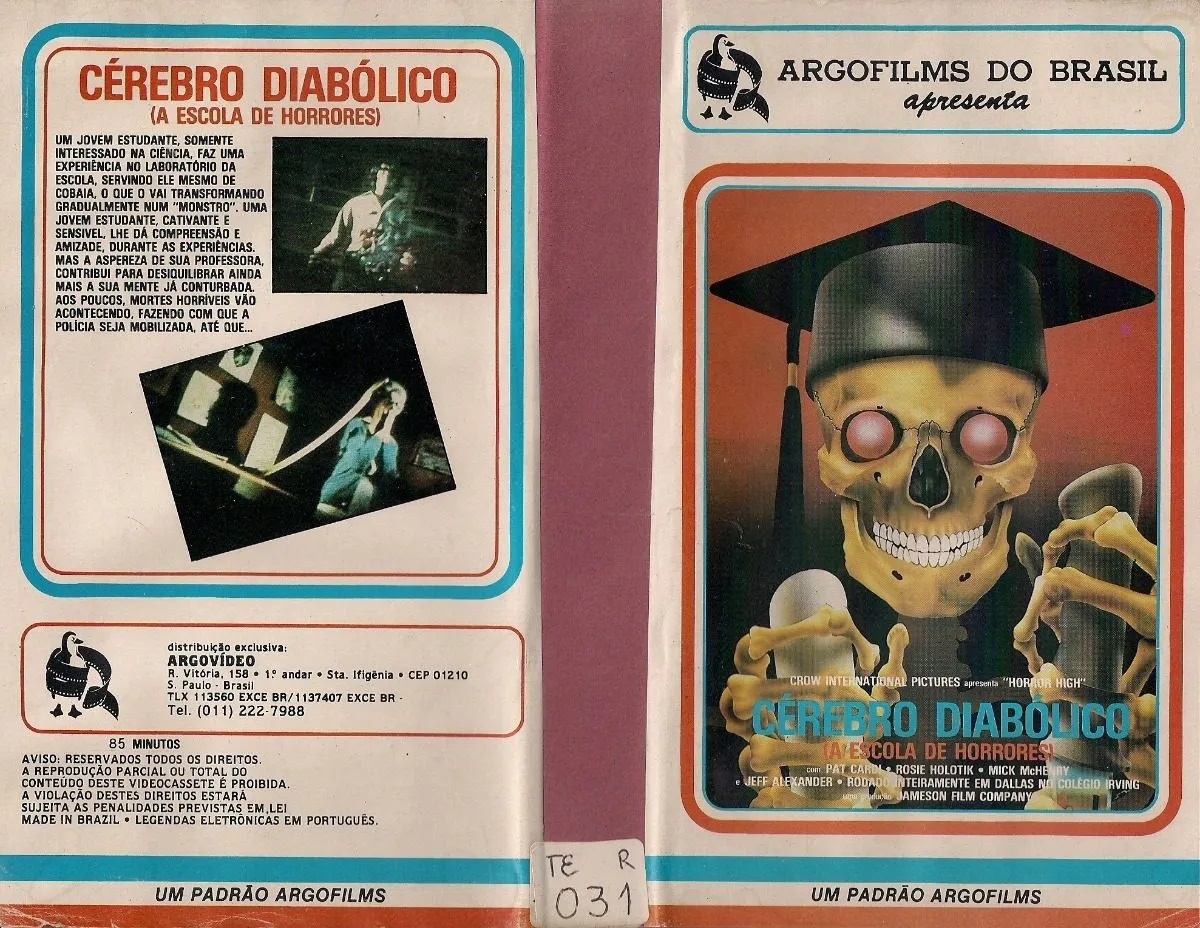 CÉREBRO DIABÓLICO
(A ESCOLA DE HORRORES)
UM JOVEM ESTUDANTE, SOMENTE
INTERESSADO NA CIÊNCIA, FAZ UMA
EXPERIÊNCIA NO LABORATÓRIO DA
ESCOLA, SERVINDO ELE MESMO DE
COBAIA, O QUE O VAI TRANSFORMANDO
GRADUALMENTE NUM "MONSTRO". UMA
JOVEM ESTUDANTE, CATIVANTE E
SENSIVEL, LHE DÁ COMPREENSÃO E
AMIZADE, DURANTE AS EXPERIÊNCIAS.
MAS A ASPEREZA DE SUA PROFESSORA,
CONTRIBUI PARA DESIQUILIBRAR AINDA
MAIS A SUA MENTE JÁ CONTURBADA.
AOS POUCOS, MORTES HORRÍVEIS VÃO
ACONTECENDO, FAZENDO COM QUE A
POLÍCIA SEJA MOBILIZADA, ATÉ QUE...
distribuição exclusiva:
ARGOVÍDEO
R. Vitória, 158 • 1º andar • Sta. Ifigênia • CEP 01210
S. Paulo - Brasil
TLX 113560 EXCE BR/1137407 EXCE BR -
Tel. (011) 222-7988
85 MINUTOS
AVISO: RESERVADOS TODOS OS DIREITOS.
A REPRODUÇÃO PARCIAL OU TOTAL DO
CONTEÚDO DESTE VIDEOCASSETE É PROIBIDA.
A VIOLAÇÃO DESTES DIREITOS ESTARÁ
SUJEITA AS PENALIDADES PREVISTAS EM LEI
MADE IN BRAZIL • LEGENDAS ELETRÔNICAS EM PORTUGUÊS.
UM PADRÃO ARGOFILMS
TE R
031
ARGOFILMS DO BRASIL
apresenta
CROW INTERNATIONAL PICTURES apresenta "HORROR HIGH"
CÉREBRO DIABÓLICO
(A ESCOLA DE HORRORES)
com PAT CARDI • ROSIE HOLOTIK • MICK McHENRY
e JEFF ALEXANDER • RODADO INTEIRAMENTE EM DALLAS NO COLÉGIO IRVING
uma produção JAMESON FILM COMPANY
UM PADRÃO ARGOFILMS